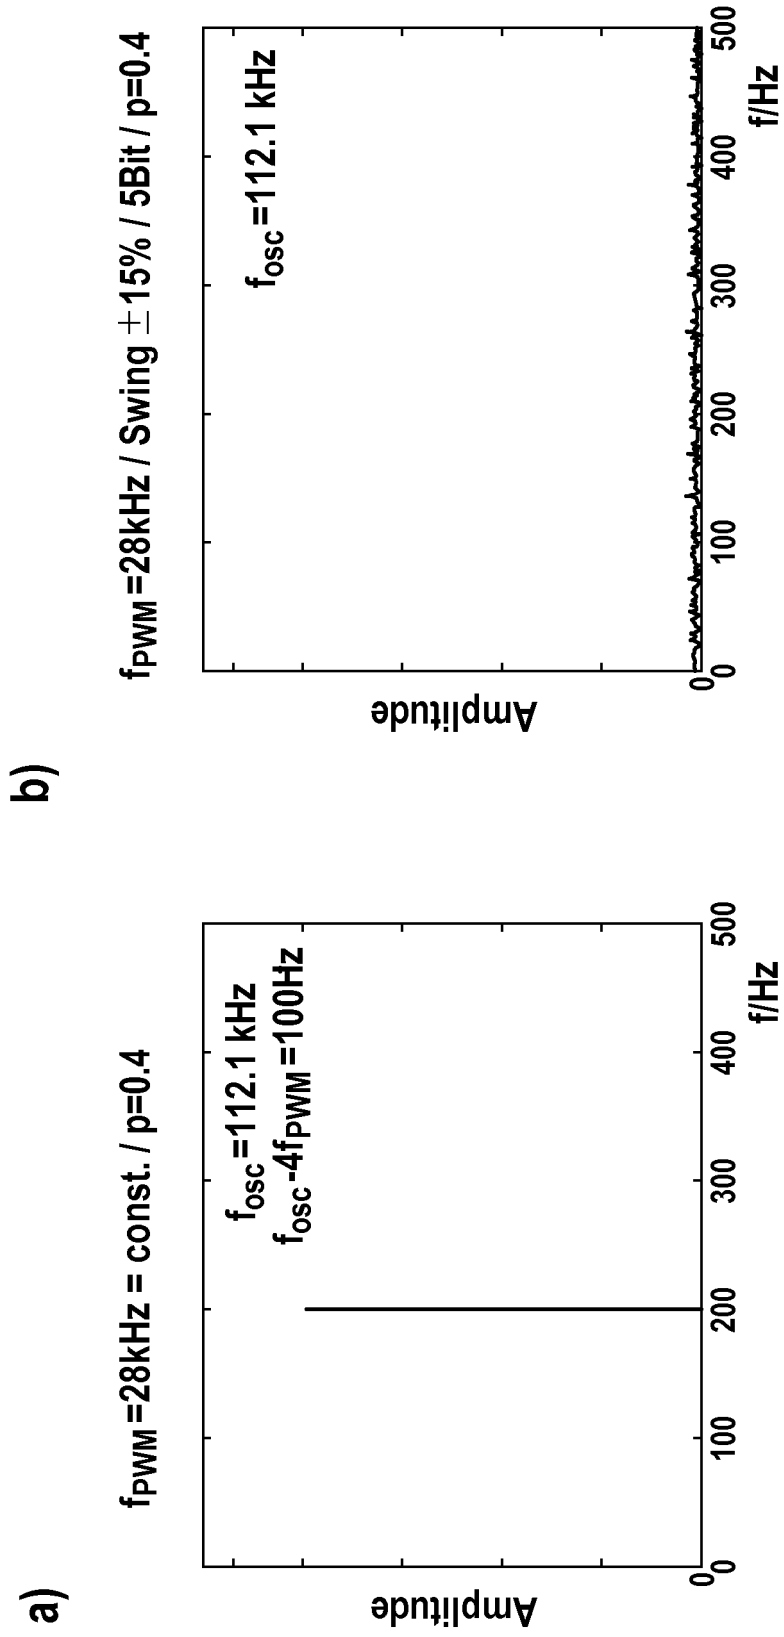 a)
fPWM=28kHz = const. / p=0.4
fosc=112.1 kHz
fosc-4fPWM=100Hz
Amplitude
0
0 100 200 300 400 500
f/Hz
b)
fPWM=28kHz / Swing ±15% / 5Bit / p=0.4
fosc=112.1 kHz
Amplitude
0
0 100 200 300 400 500
f/Hz